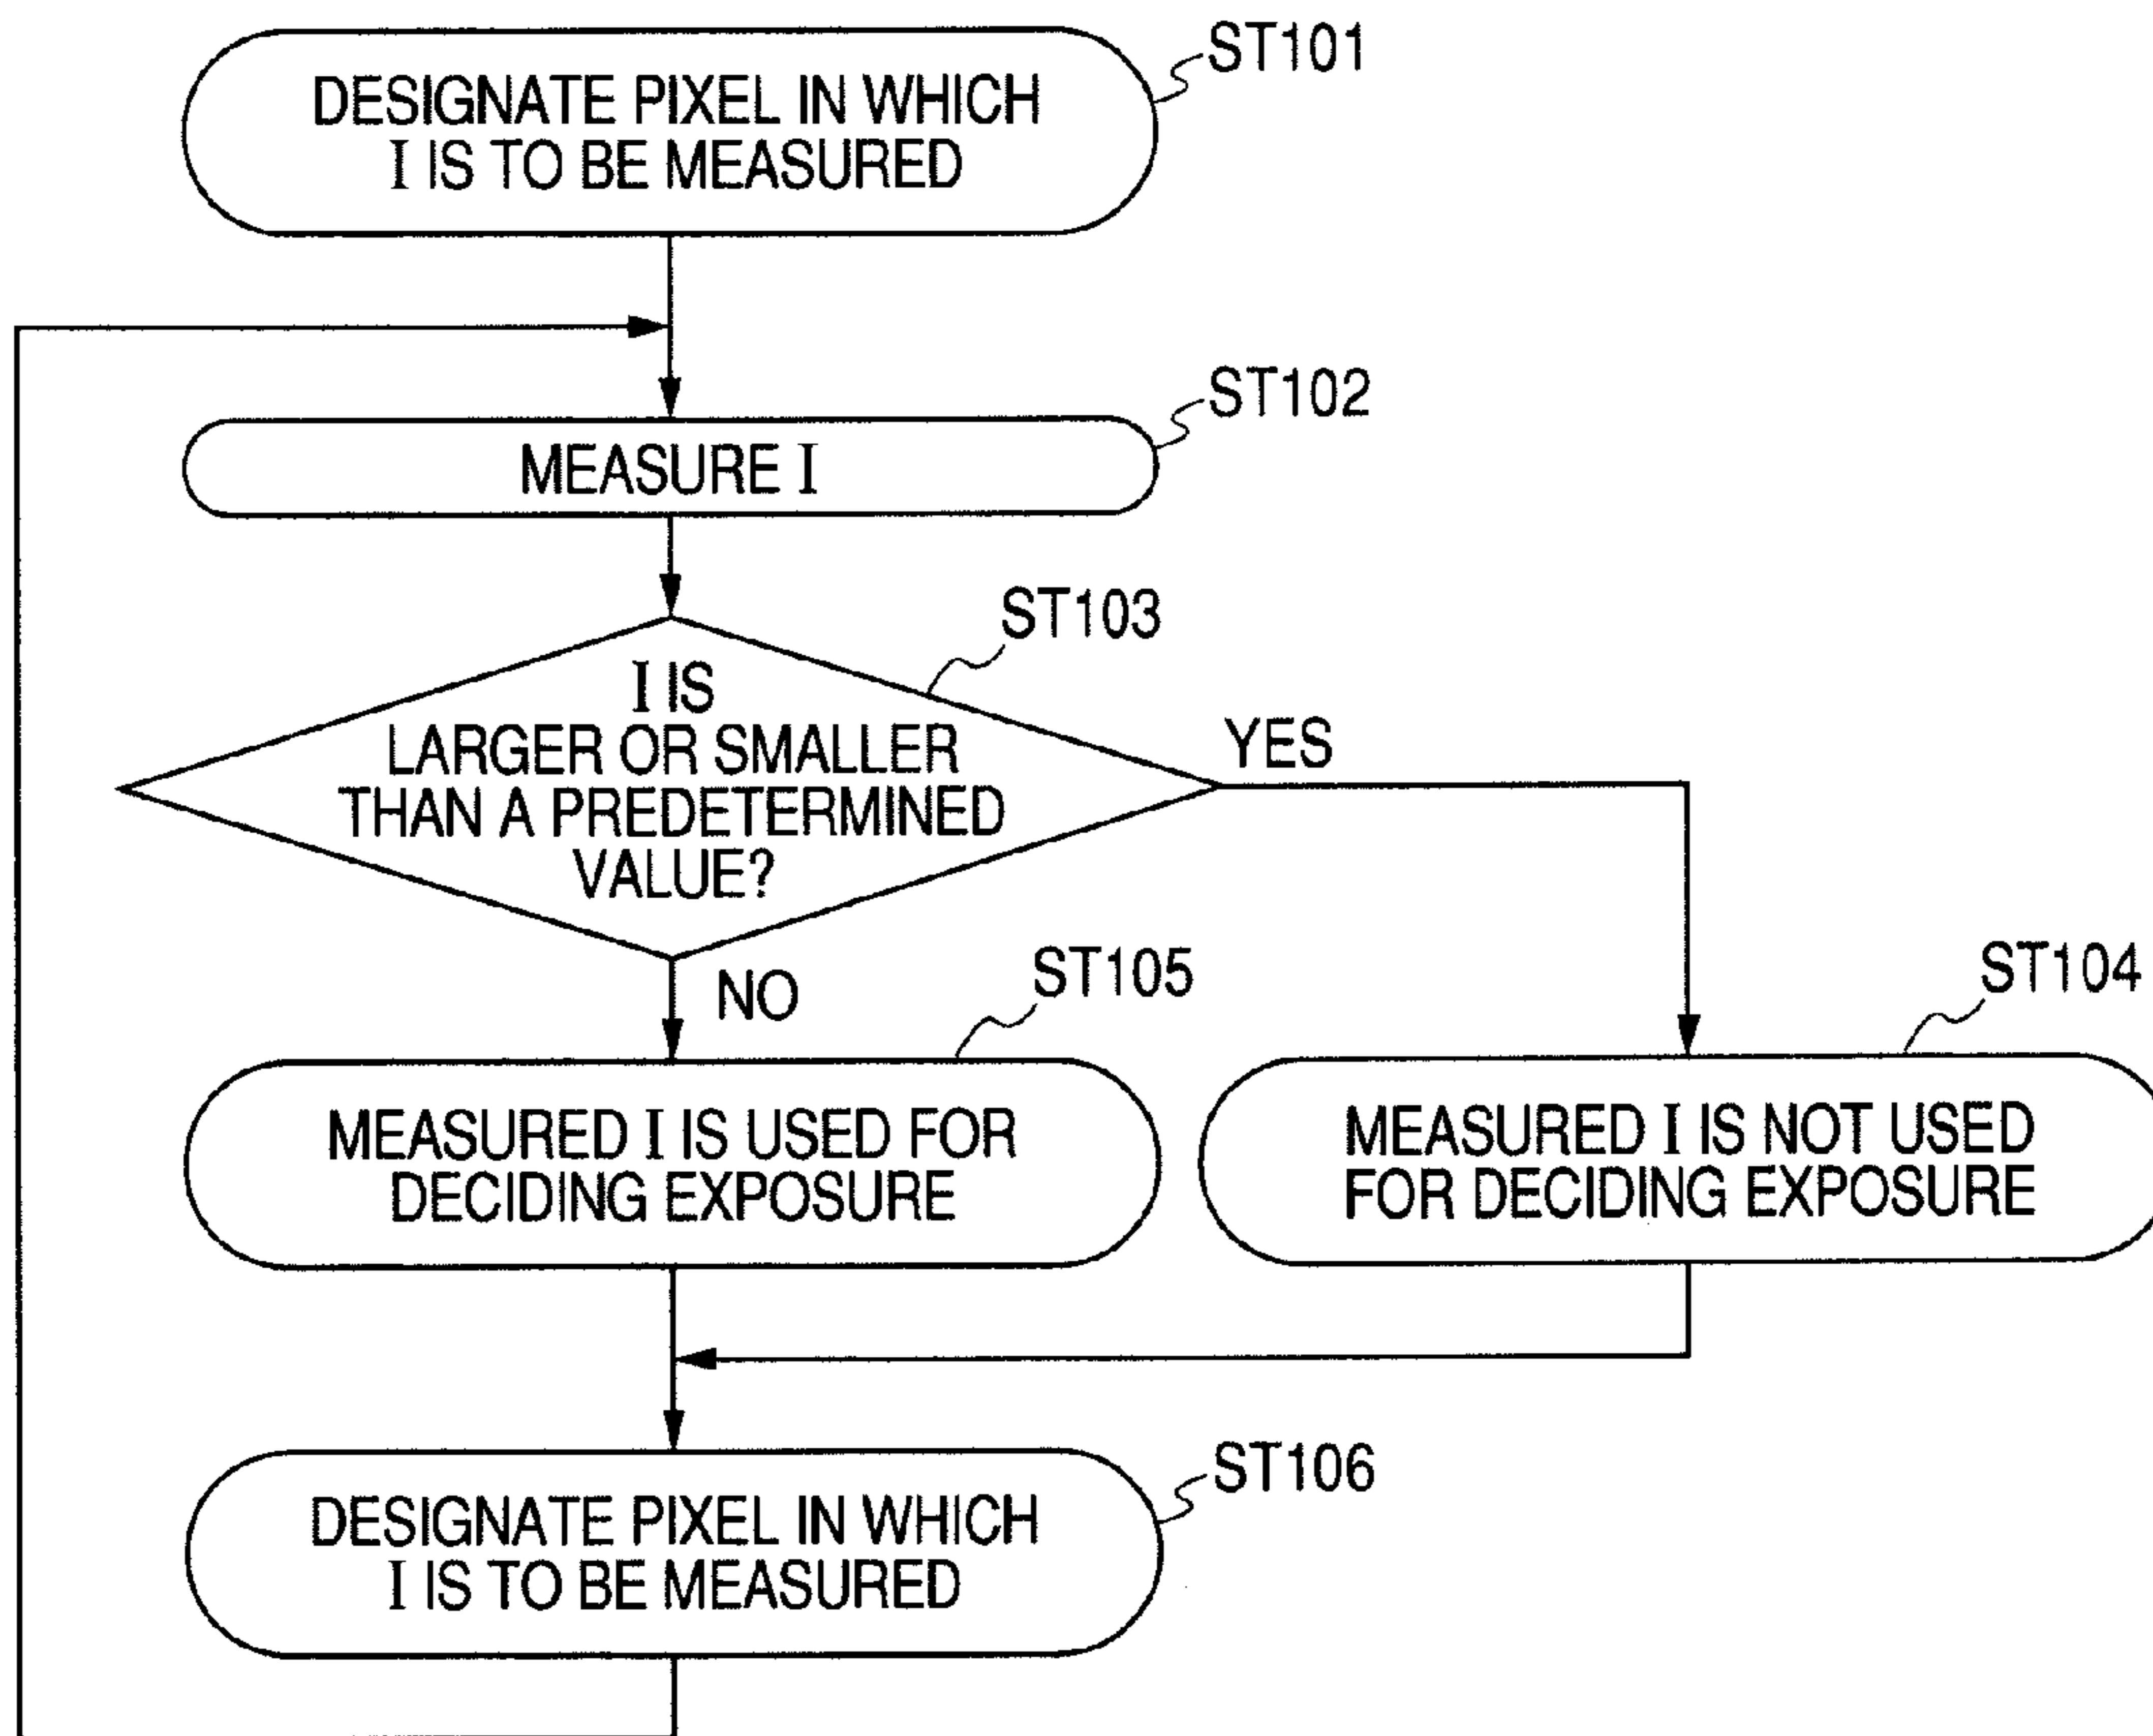 ST101
DESIGNATE PIXEL IN WHICH
I IS TO BE MEASURED
ST102
MEASURE I
ST103
I IS
LARGER OR SMALLER
THAN A PREDETERMINED
VALUE?
YES
NO
ST105
ST104
MEASURED I IS USED FOR
DECIDING EXPOSURE
MEASURED I IS NOT USED
FOR DECIDING EXPOSURE
ST106
DESIGNATE PIXEL IN WHICH
I IS TO BE MEASURED